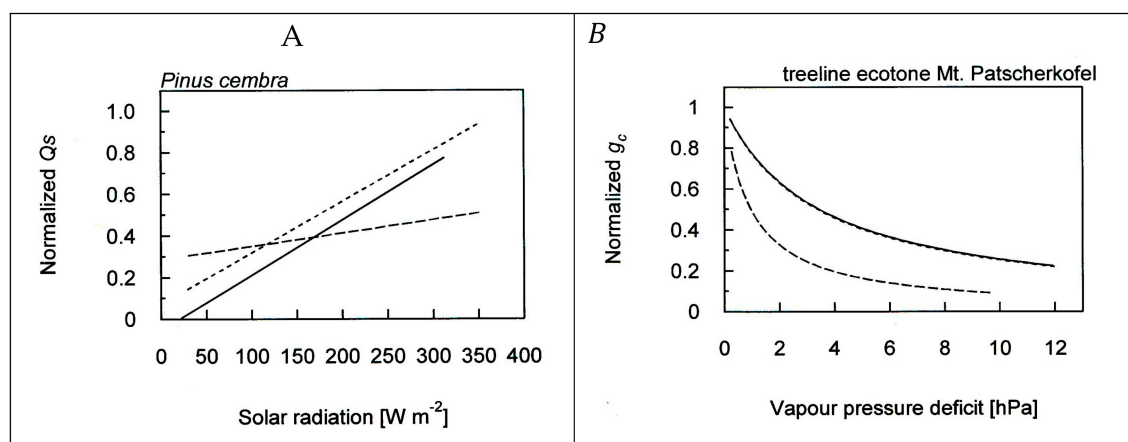 A
Pinus cembra
Normalized Qs
1.0
0.8
0.6
0.4
0.2
0
0 50 100 150 200 250 300 350 400
Solar radiation [W m-2]
B
treeline ecotone Mt. Patscherkofel
Normalized gc
1
0.8
0.6
0.4
0.2
0
0 2 4 6 8 10 12
Vapour pressure deficit [hPa]